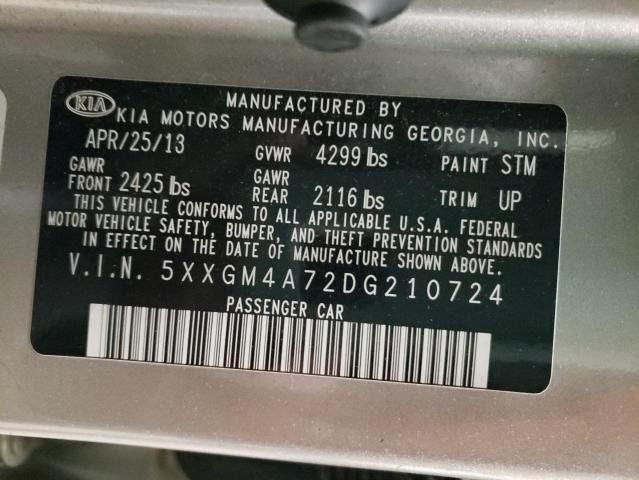 MANUFACTURED BY
KIA KIA MOTORS MANUFACTURING GEORGIA, INC.
APR/25/13 GVWR 4299 lbs PAINT STM
GAWR FRONT 2425 lbs GAWR REAR 2116 lbs TRIM UP
THIS VEHICLE CONFORMS TO ALL APPLICABLE U.S.A. FEDERAL
MOTOR VEHICLE SAFETY, BUMPER, AND THEFT PREVENTION STANDARDS
IN EFFECT ON THE DATE OF MANUFACTURE SHOWN ABOVE.
V.I.N. 5XXGM4A72DG210724
PASSENGER CAR